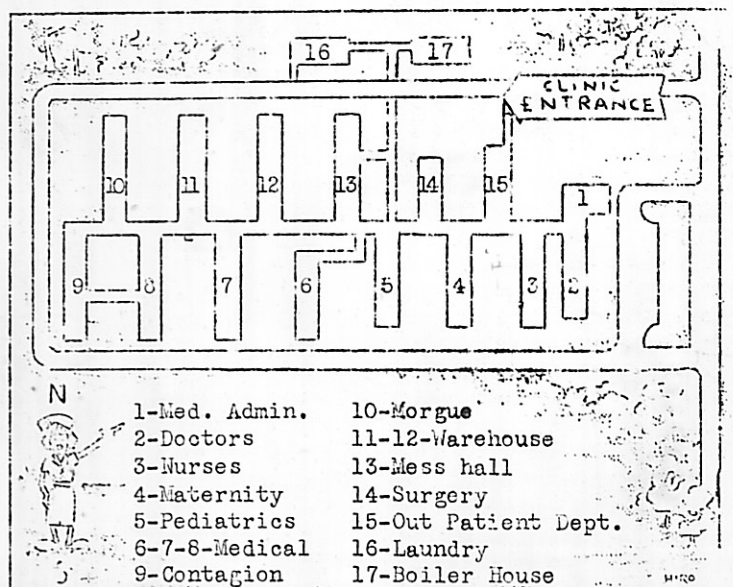 16 17
CLINIC
ENTRANCE
10 11 12 13 14 15 1
9 8 7 6 5 4 3 2
N
1-Med. Admin.
2-Doctors
3-Nurses
4-Maternity
5-Pediatrics
6-7-8-Medical
9-Contagion
10-Morgue
11-12-Warehouse
13-Mess hall
14-Surgery
15-Out Patient Dept.
16-Laundry
17-Boiler House